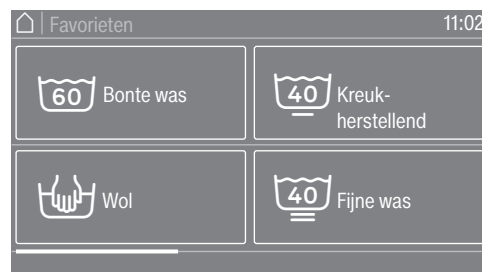 Favorieten 11:02
60 Bonte was
40 Kreuk-
herstellend
Wol
40 Fijne was